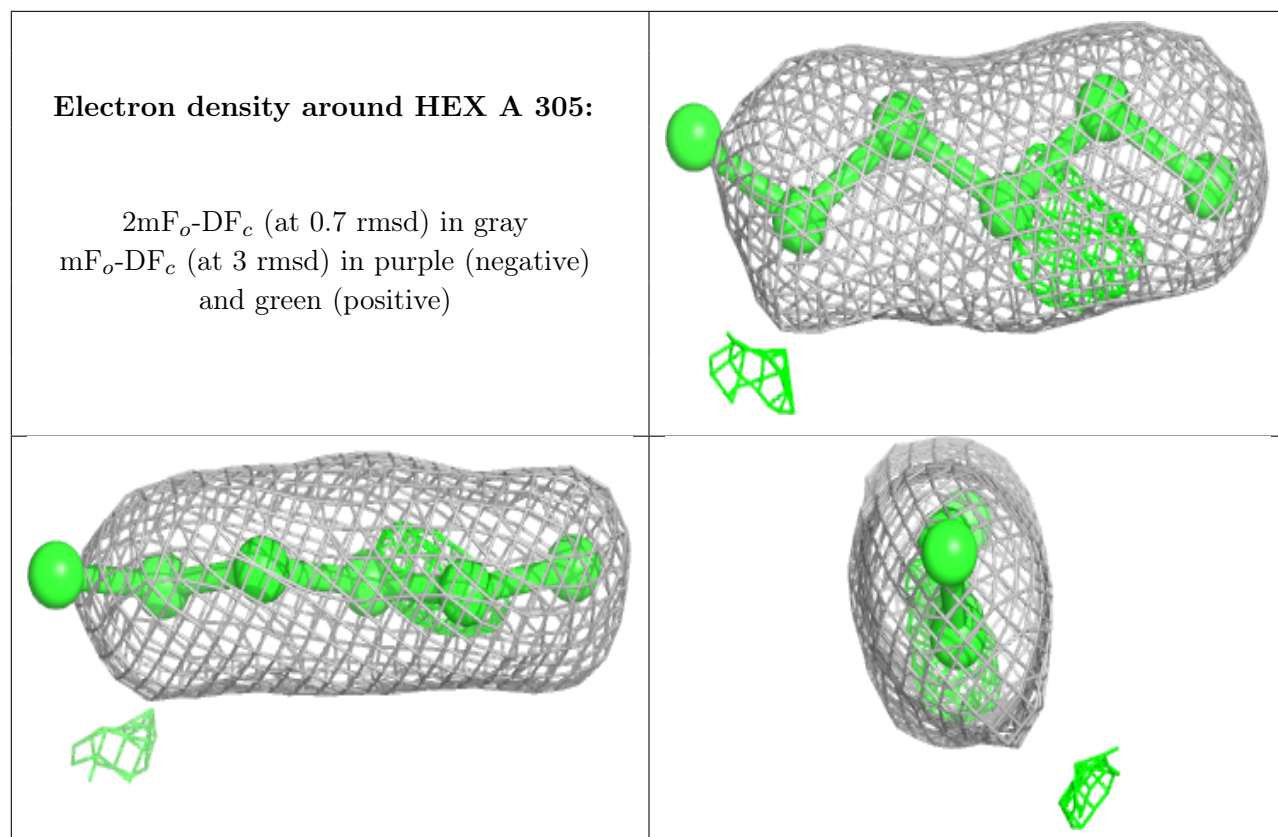 Electron density around HEX A 305:
2mFo-DFc (at 0.7 rmsd) in gray
mFo-DFc (at 3 rmsd) in purple (negative)
and green (positive)